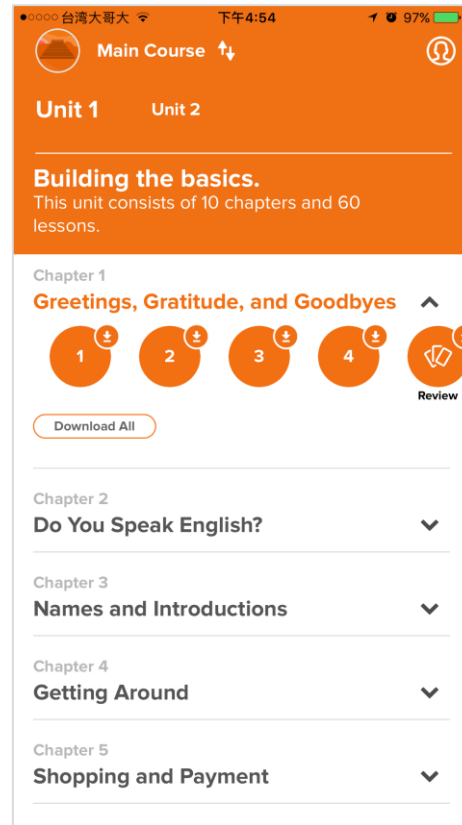 台湾大哥大 下午4:54 97%
Main Course
Unit 1 Unit 2
Building the basics.
This unit consists of 10 chapters and 60
lessons.
Chapter 1
Greetings, Gratitude, and Goodbyes
1 2 3 4
Review
Download All
Chapter 2
Do You Speak English?
Chapter 3
Names and Introductions
Chapter 4
Getting Around
Chapter 5
Shopping and Payment